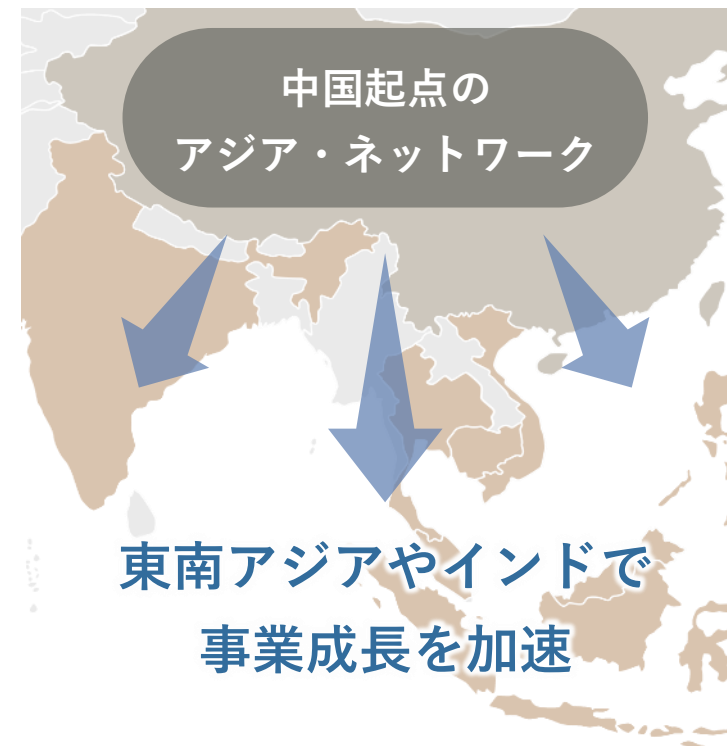 中国起点の
アジア・ネットワーク
東南アジアやインドで
事業成長を加速